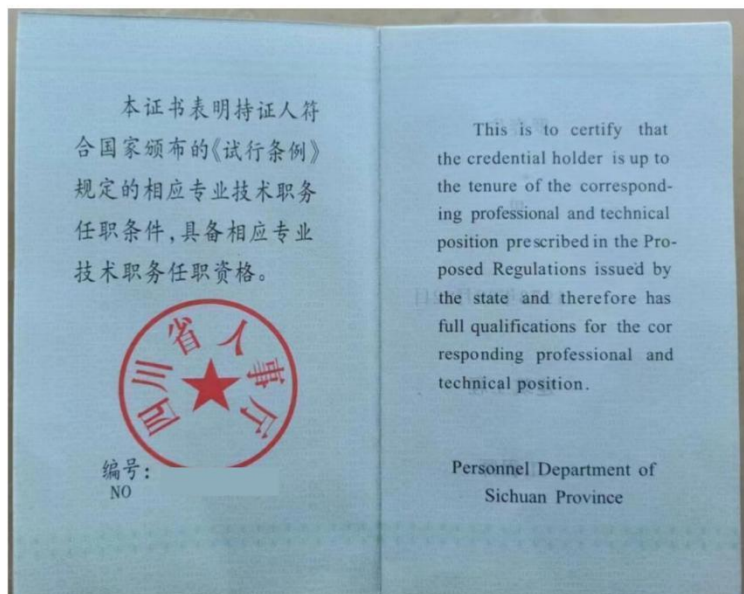 本证书表明持证人符
合国家颁布的《试行条例》
规定的相应专业技术职务
任职条件，具备相应专业
技术职务任职资格。
四川省人事厅
编号：
NO
This is to certify that
the credential holder is up to
the tenure of the correspond-
ing professional and technical
position prescribed in the Pro-
posed Regulations issued by
the state and therefore has
full qualifications for the cor
responding professional and
technical position.
Personnel Department of
Sichuan Province